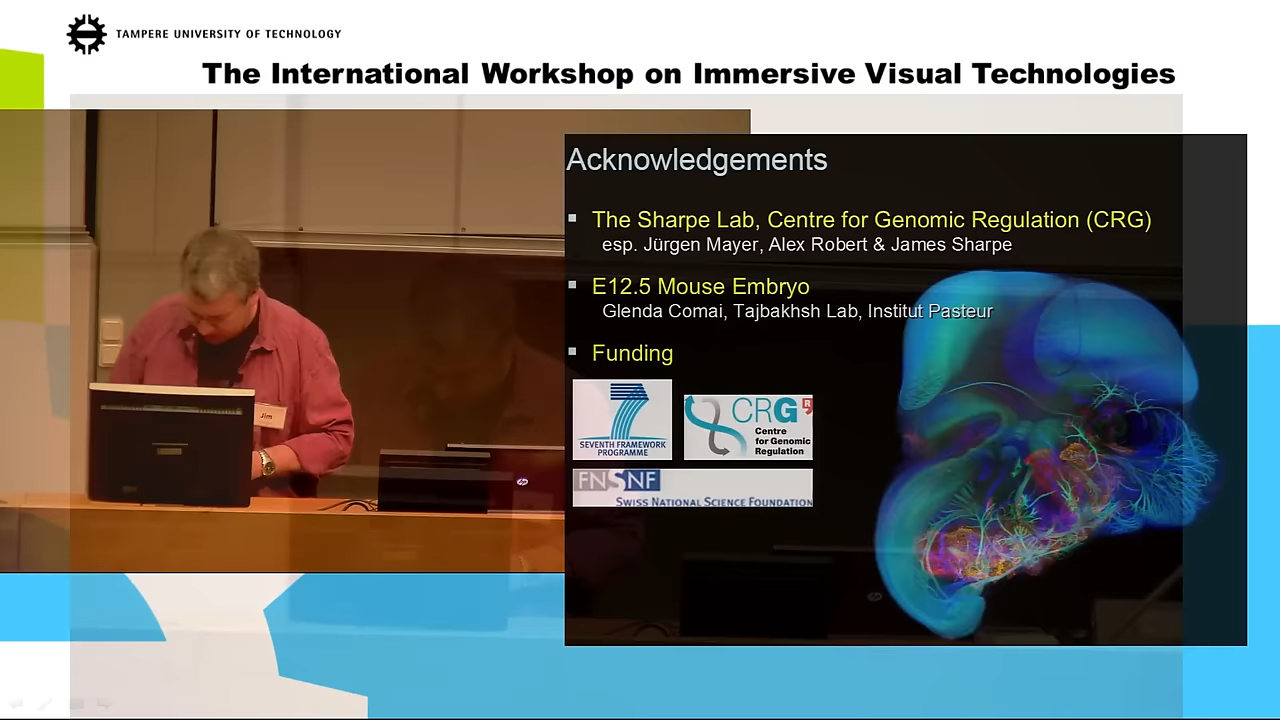 TAMPERE UNIVERSITY OF TECHNOLOGY
The International Workshop on Immersive Visual Technologies
Acknowledgements
The Sharpe Lab, Centre for Genomic Regulation (CRG)
esp. Jürgen Mayer, Alex Robert & James Sharpe
E12.5 Mouse Embryo
Glenda Comai, Tajbakhsh Lab, Institut Pasteur
Funding
7
SEVENTH FRAMEWORK
PROGRAMME
CRG
Centre
for Genomic
Regulation
FNSNF
SWISS NATIONAL SCIENCE FOUNDATION
Jim
hp